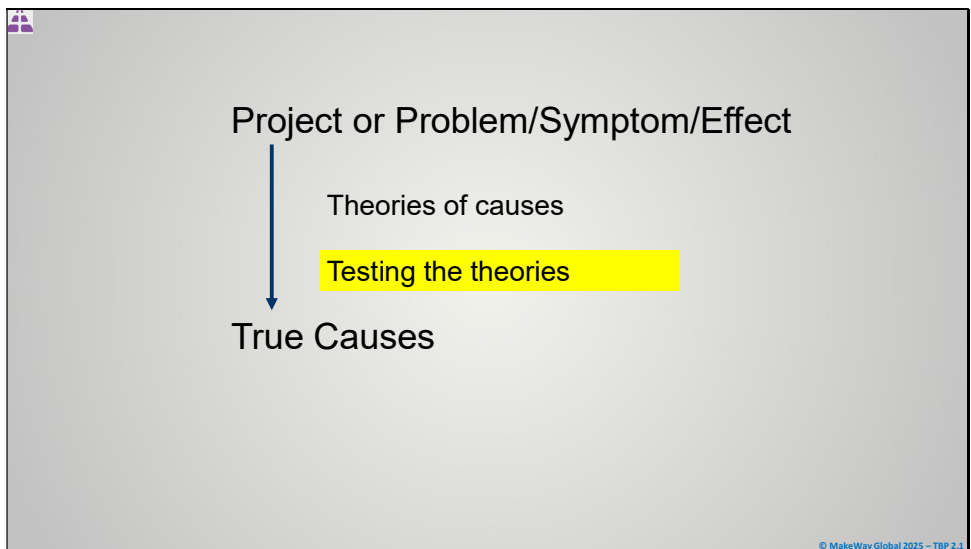 Project or Problem/Symptom/Effect
Theories of causes
Testing the theories
True Causes
© MakeWay Global 2025 – TBP 2.1